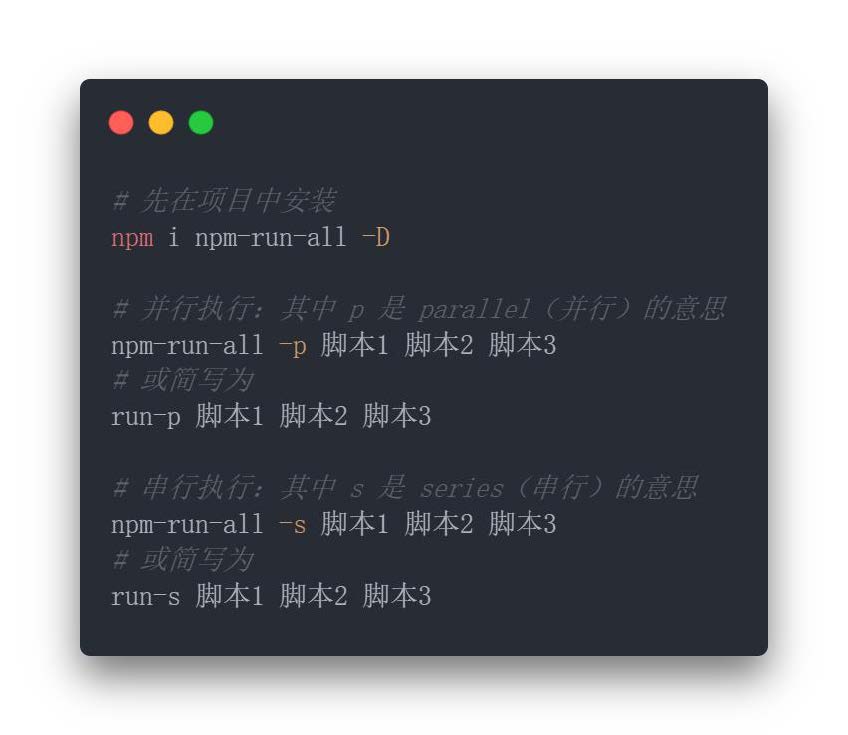 # 先在项目中安装
npm i npm-run-all -D
# 并行执行：其中 p 是 parallel（并行）的意思
npm-run-all -p 脚本1 脚本2 脚本3
# 或简写为
run-p 脚本1 脚本2 脚本3
# 串行执行：其中 s 是 series（串行）的意思
npm-run-all -s 脚本1 脚本2 脚本3
# 或简写为
run-s 脚本1 脚本2 脚本3